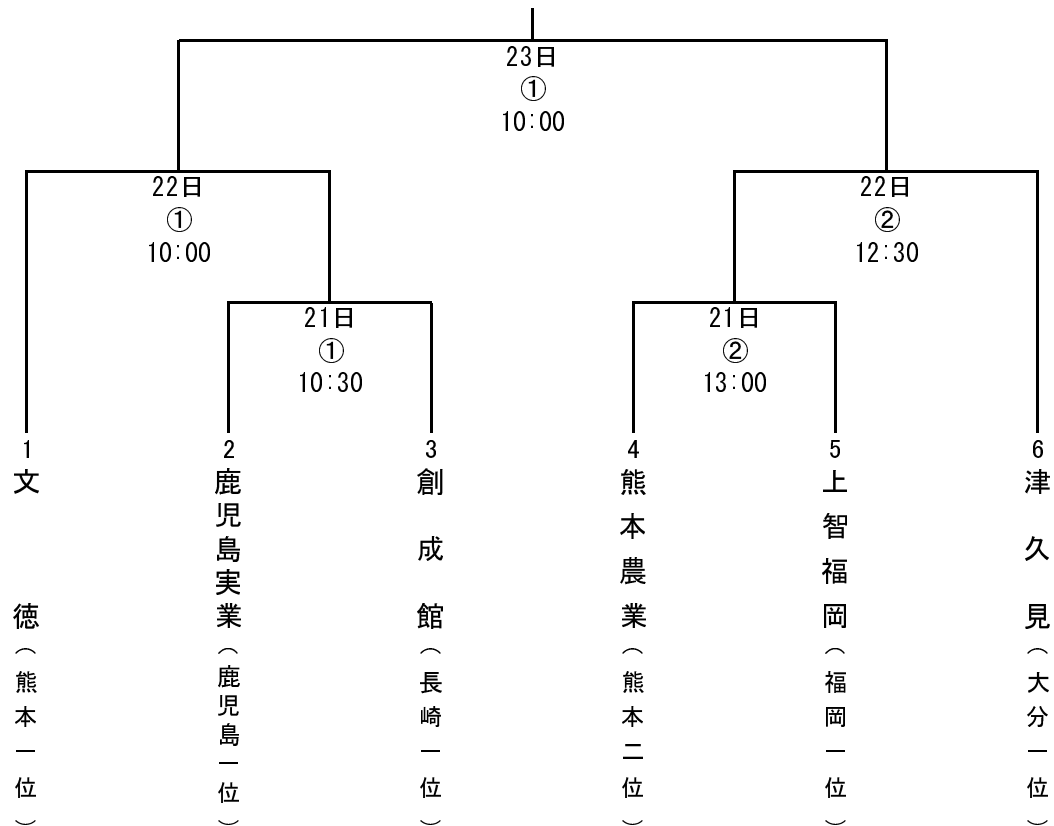 23日
①
10:00
22日
①
10:00
22日
②
12:30
21日
①
10:30
21日
②
13:00
1
文徳（熊本一位）
2
鹿児島実業（鹿児島一位）
3
創成館（長崎一位）
4
熊本農業（熊本二位）
5
上智福岡（福岡一位）
6
津久見（大分一位）